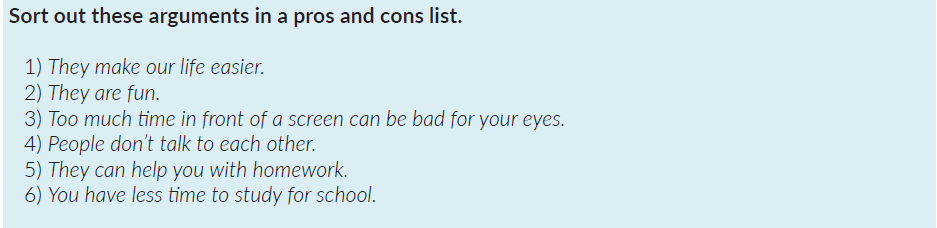 Sort out these arguments in a pros and cons list.
1) They make our life easier.
2) They are fun.
3) Too much time in front of a screen can be bad for your eyes.
4) People don’t talk to each other.
5) They can help you with homework.
6) You have less time to study for school.